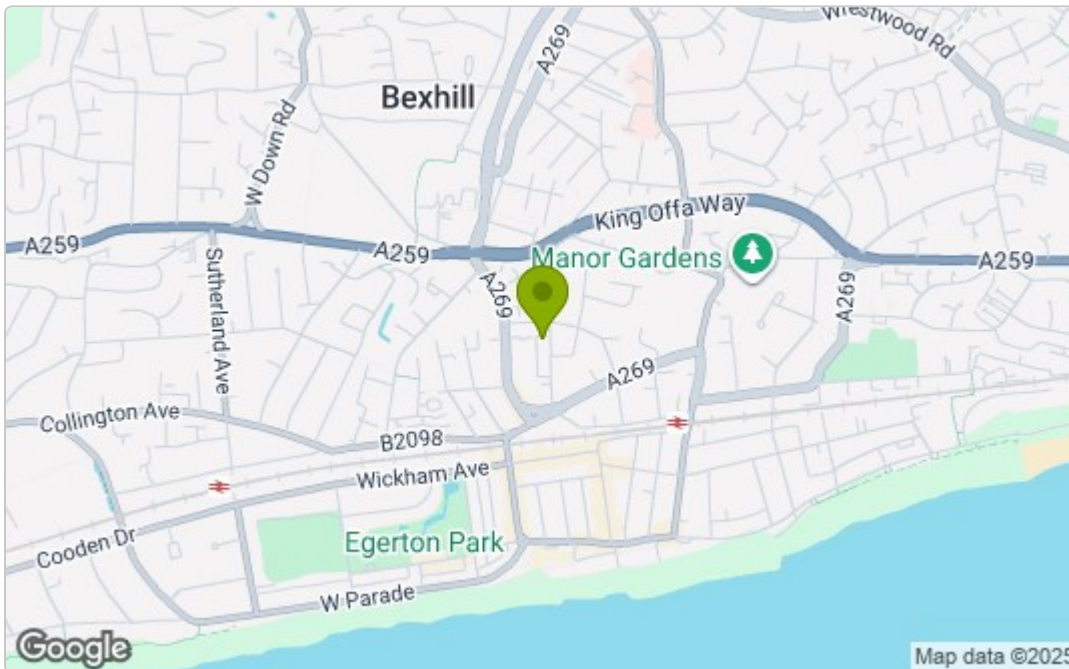 Wrestwood Rd
A269
Bexhill
W Down Rd
King Offa Way
A259
A259
Manor Gardens
A259
Sutherland Ave
A269
A269
A269
Collington Ave
B2098
Wickham Ave
Egerton Park
Cooden Dr
W Parade
Google
Map data ©2025